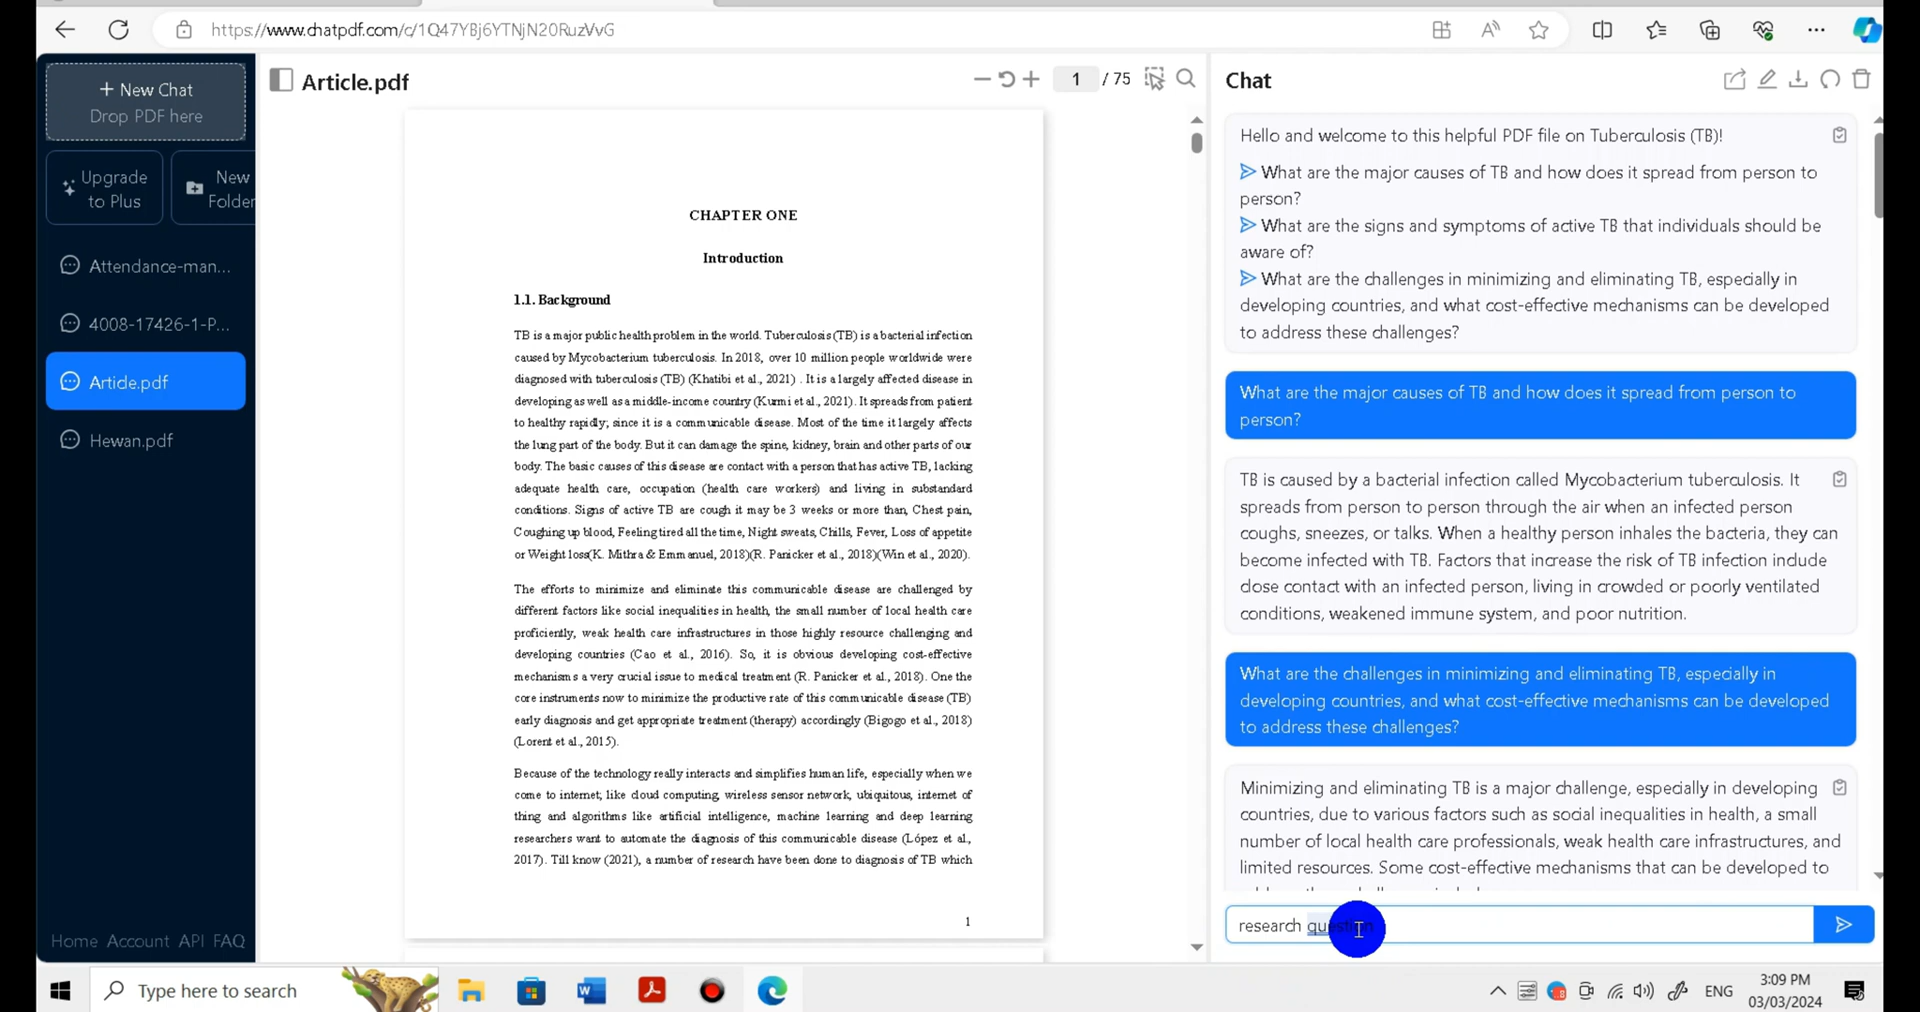 https://www.chatpdf.com/c/1Q47YBj6YTNjN20RuzVvG
+ New Chat
Drop PDF here
Upgrade
to Plus
New
Folder
Attendance-man...
4008-17426-1-P...
Article.pdf
Hewan.pdf
Home Account API FAQ
Article.pdf
1 / 75
CHAPTER ONE
Introduction
1.1. Background
TB is a major public health problem in the world. Tuberculosis (TB) is a bacterial infection
caused by Mycobacterium tuberculosis. In 2018, over 10 million people worldwide were
diagnosed with tuberculosis (TB) (Khatibi et al., 2021) . It is a largely affected disease in
developing as well as a middle-income country (Kurmi et al., 2021). It spreads from patient
to healthy rapidly; since it is a communicable disease. Most of the time it largely affects
the lung part of the body. But it can damage the spine, kidney, brain and other parts of our
body. The basic causes of this disease are contact with a person that has active TB, lacking
adequate health care, occupation (health care workers) and living in substandard
conditions. Signs of active TB are cough it may be 3 weeks or more than, Chest pain,
Coughing up blood, Feeling tired all the time, Night sweats, Chills, Fever, Loss of appetite
or Weight loss(K. Mithra & Emmanuel, 2018)(R. Panicker et al., 2018)(Win et al., 2020).
The efforts to minimize and eliminate this communicable disease are challenged by
different factors like social inequalities in health, the small number of local health care
proficiently, weak health care infrastructures in those highly resource challenging and
developing countries (Cao et al., 2016). So, it is obvious developing cost-effective
mechanisms a very crucial issue to medical treatment (R. Panicker et al., 2018). One the
core instruments now to minimize the productive rate of this communicable disease (TB)
early diagnosis and get appropriate treatment (therapy) accordingly (Bigogo et al., 2018)
(Lorent et al., 2015).
Because of the technology really interacts and simplifies human life, especially when we
come to internet; like cloud computing, wireless sensor network, ubiquitous, internet of
thing and algorithms like artificial intelligence, machine learning and deep learning
researchers want to automate the diagnosis of this communicable disease (López et al.,
2017). Till know (2021), a number of research have been done to diagnosis of TB which
1
Chat
Hello and welcome to this helpful PDF file on Tuberculosis (TB)!
What are the major causes of TB and how does it spread from person to
person?
What are the signs and symptoms of active TB that individuals should be
aware of?
What are the challenges in minimizing and eliminating TB, especially in
developing countries, and what cost-effective mechanisms can be developed
to address these challenges?
What are the major causes of TB and how does it spread from person to
person?
TB is caused by a bacterial infection called Mycobacterium tuberculosis. It
spreads from person to person through the air when an infected person
coughs, sneezes, or talks. When a healthy person inhales the bacteria, they can
become infected with TB. Factors that increase the risk of TB infection include
close contact with an infected person, living in crowded or poorly ventilated
conditions, weakened immune system, and poor nutrition.
What are the challenges in minimizing and eliminating TB, especially in
developing countries, and what cost-effective mechanisms can be developed
to address these challenges?
Minimizing and eliminating TB is a major challenge, especially in developing
countries, due to various factors such as social inequalities in health, a small
number of local health care professionals, weak health care infrastructures, and
limited resources. Some cost-effective mechanisms that can be developed to
research question
Type here to search
ENG
3:09 PM
03/03/2024